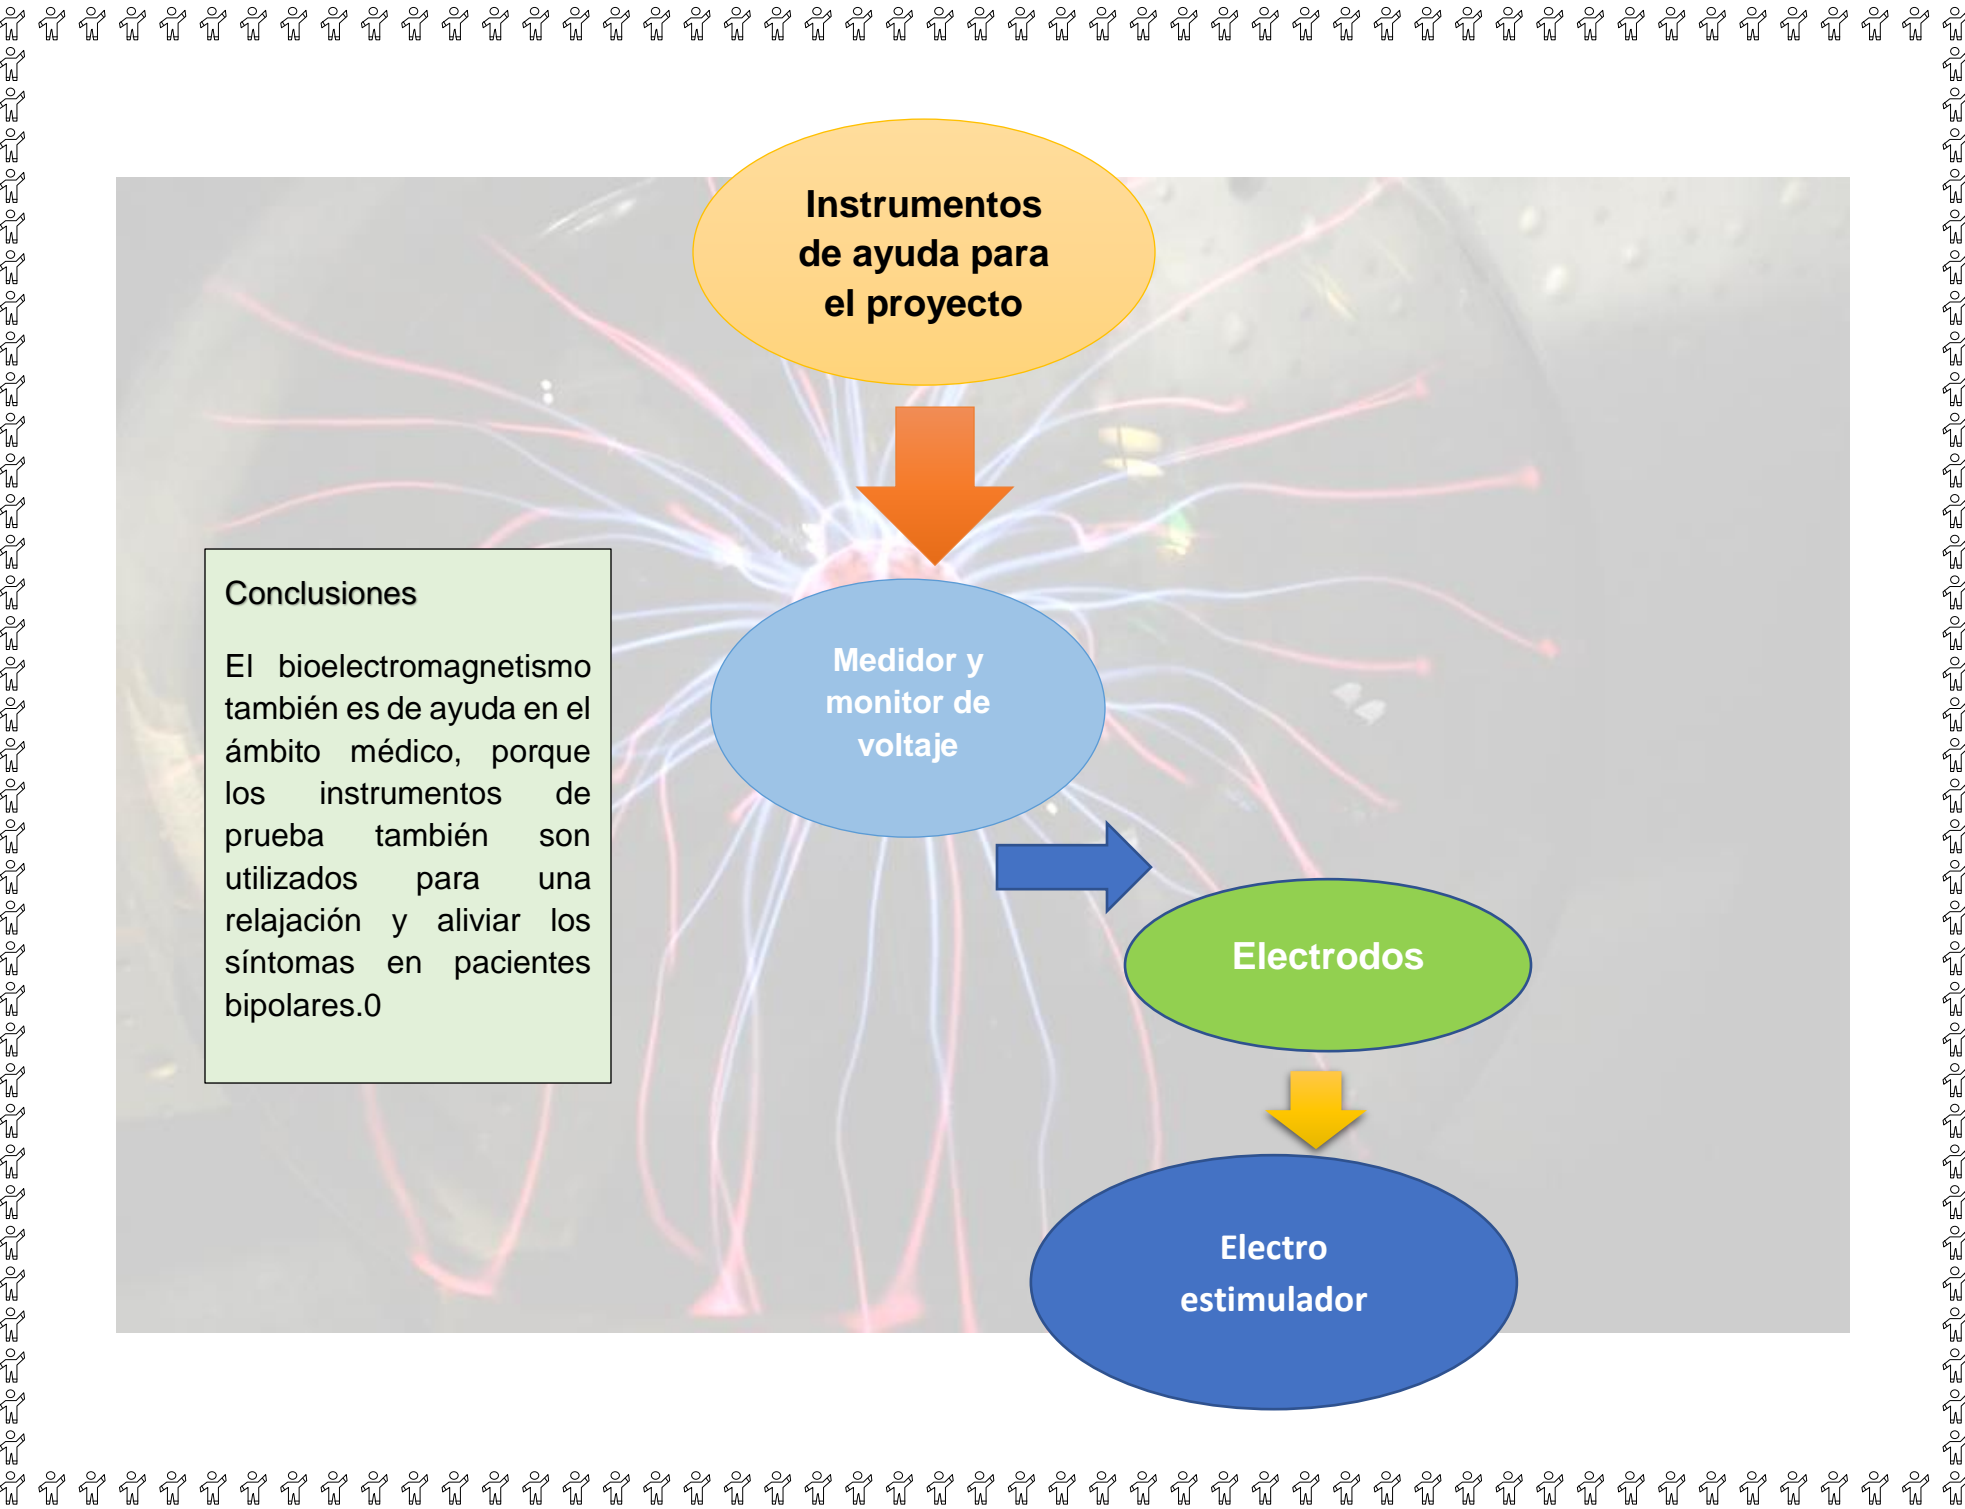 Instrumentos
de ayuda para
el proyecto
Conclusiones
El bioelectromagnetismo
también es de ayuda en el
ámbito médico, porque
los instrumentos de
prueba también son
utilizados para una
relajación y aliviar los
síntomas en pacientes
bipolares.0
Medidor y
monitor de
voltaje
Electrodos
Electro
estimulador